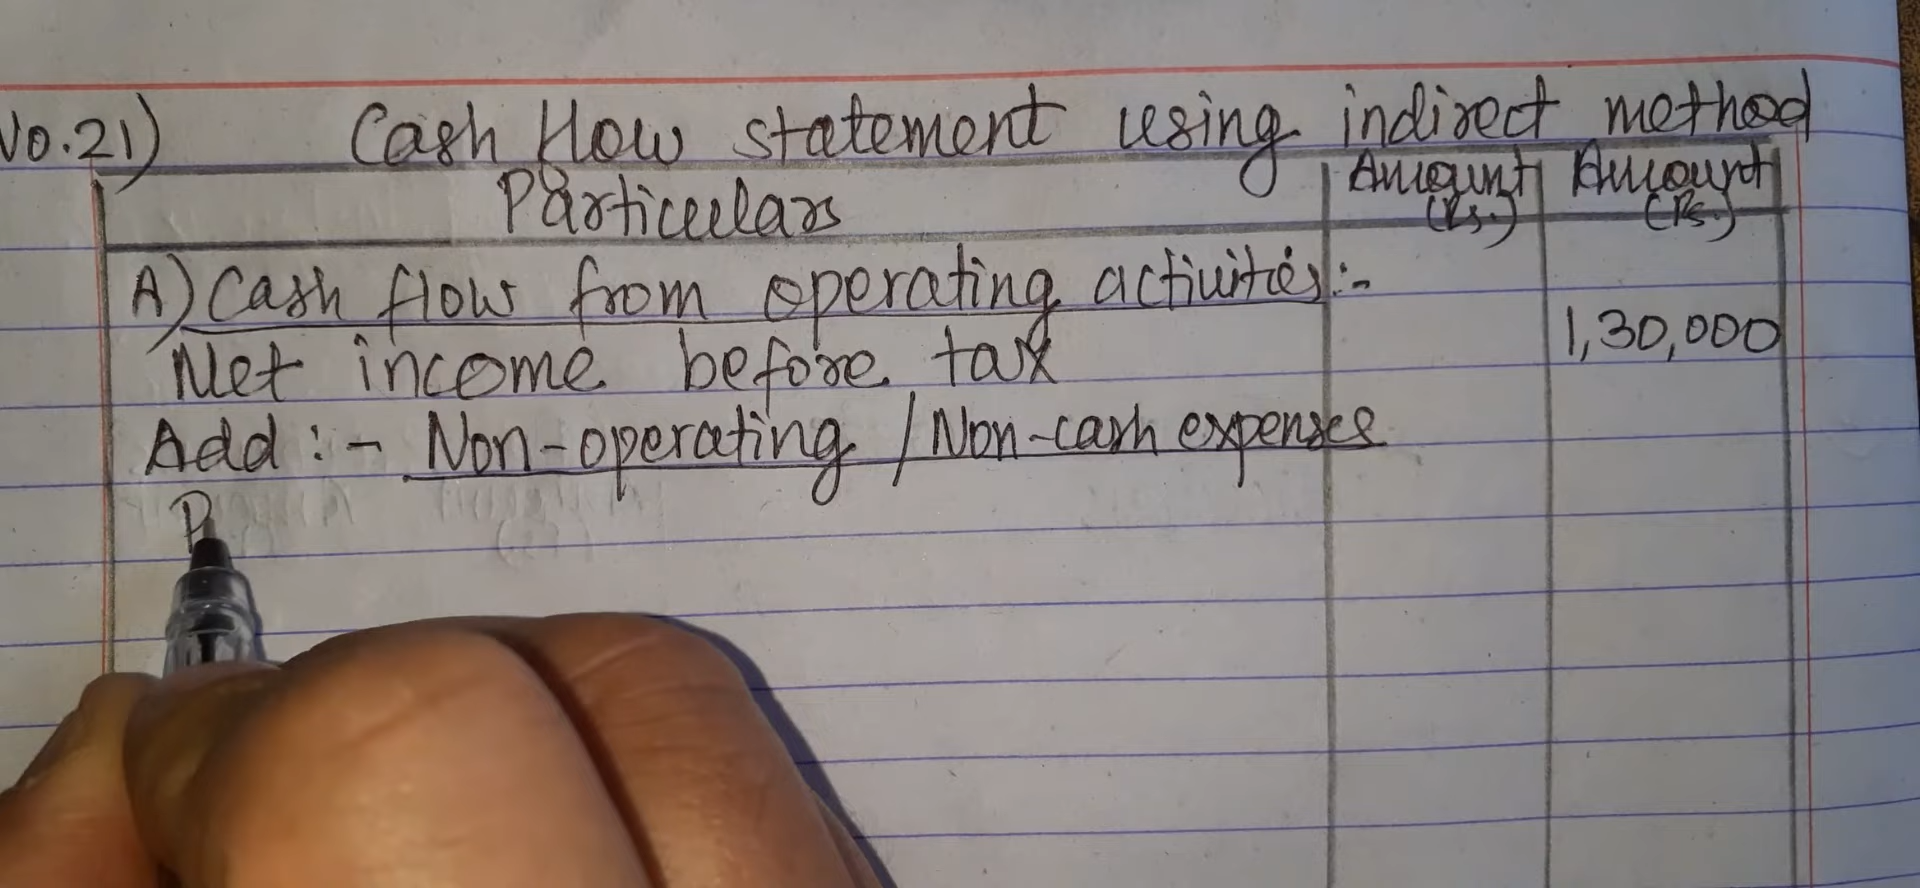 No.21) Cash flow statement using indirect method
Particulars Amount (Rs.) Amount (Rs.)
A) Cash flow from operating activities:-
Net income before tax 1,30,000
Add :- Non-operating / Non-cash expenses